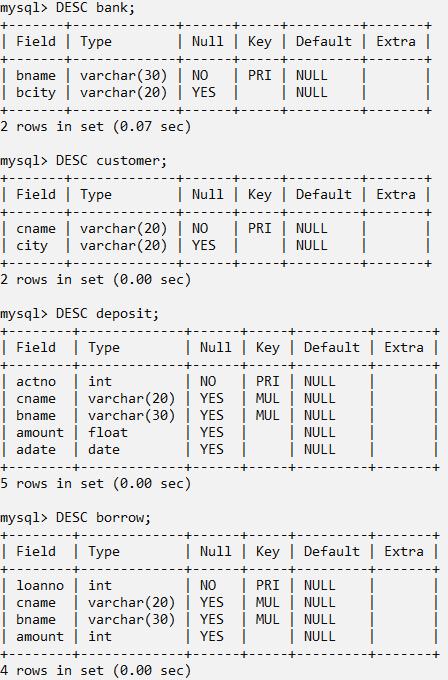 mysql> DESC bank;
+-------+-------------+------+-----+---------+-------+
| Field | Type        | Null | Key | Default | Extra |
+-------+-------------+------+-----+---------+-------+
| bname | varchar(30) | NO   | PRI | NULL    |       |
| bcity | varchar(20) | YES  |     | NULL    |       |
+-------+-------------+------+-----+---------+-------+
2 rows in set (0.07 sec)
mysql> DESC customer;
+-------+-------------+------+-----+---------+-------+
| Field | Type        | Null | Key | Default | Extra |
+-------+-------------+------+-----+---------+-------+
| cname | varchar(20) | NO   | PRI | NULL    |       |
| city  | varchar(20) | YES  |     | NULL    |       |
+-------+-------------+------+-----+---------+-------+
2 rows in set (0.00 sec)
mysql> DESC deposit;
+--------+-------------+------+-----+---------+-------+
| Field  | Type        | Null | Key | Default | Extra |
+--------+-------------+------+-----+---------+-------+
| actno  | int         | NO   | PRI | NULL    |       |
| cname  | varchar(20) | YES  | MUL | NULL    |       |
| bname  | varchar(30) | YES  | MUL | NULL    |       |
| amount | float       | YES  |     | NULL    |       |
| adate  | date        | YES  |     | NULL    |       |
+--------+-------------+------+-----+---------+-------+
5 rows in set (0.00 sec)
mysql> DESC borrow;
+--------+-------------+------+-----+---------+-------+
| Field  | Type        | Null | Key | Default | Extra |
+--------+-------------+------+-----+---------+-------+
| loanno | int         | NO   | PRI | NULL    |       |
| cname  | varchar(20) | YES  | MUL | NULL    |       |
| bname  | varchar(30) | YES  | MUL | NULL    |       |
| amount | int         | YES  |     | NULL    |       |
+--------+-------------+------+-----+---------+-------+
4 rows in set (0.00 sec)